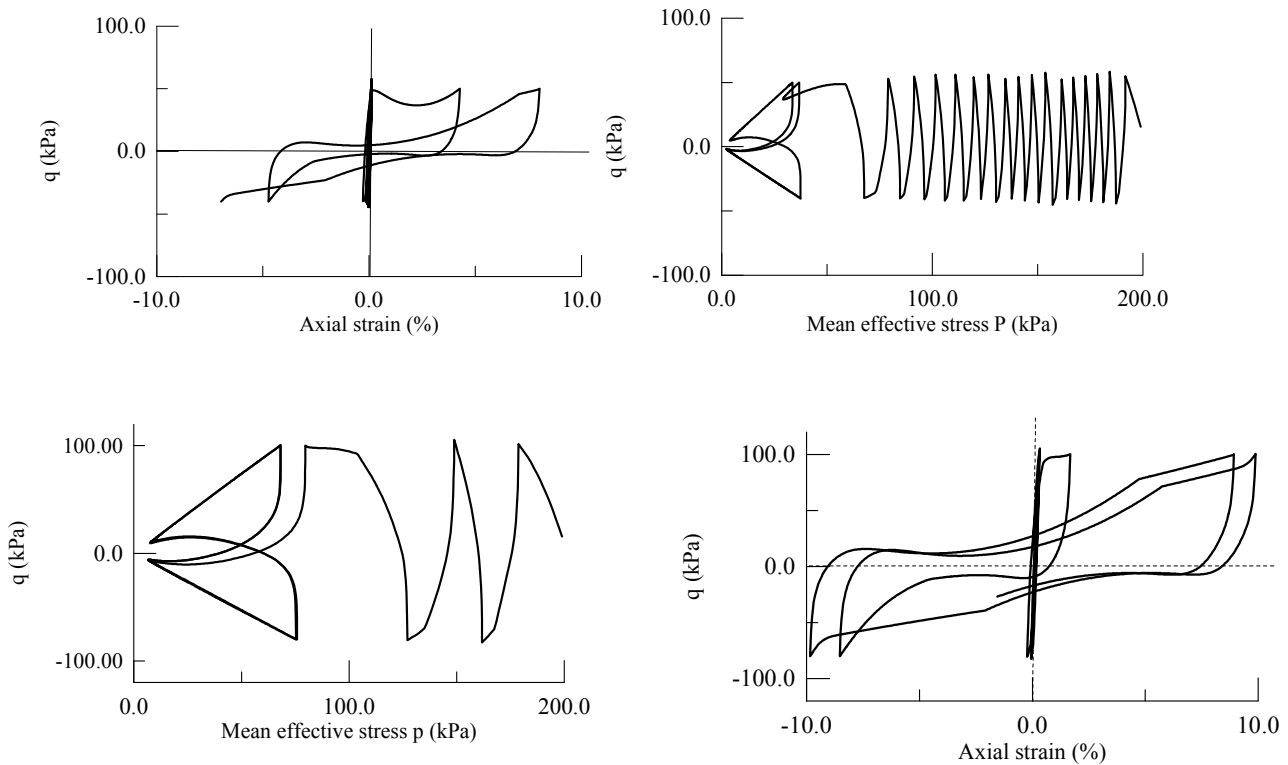 100.0
q (kPa)
0.0
-100.0
-10.0 0.0 10.0
Axial strain (%)
100.0
q (kPa)
0.0
-100.0
0.0 100.0 200.0
Mean effective stress P (kPa)
100.00
q (kPa)
0.00
-100.00
0.0 100.0 200.0
Mean effective stress p (kPa)
100.0
q (kPa)
0.0
-100.0
-10.0 0.0 10.0
Axial strain (%)